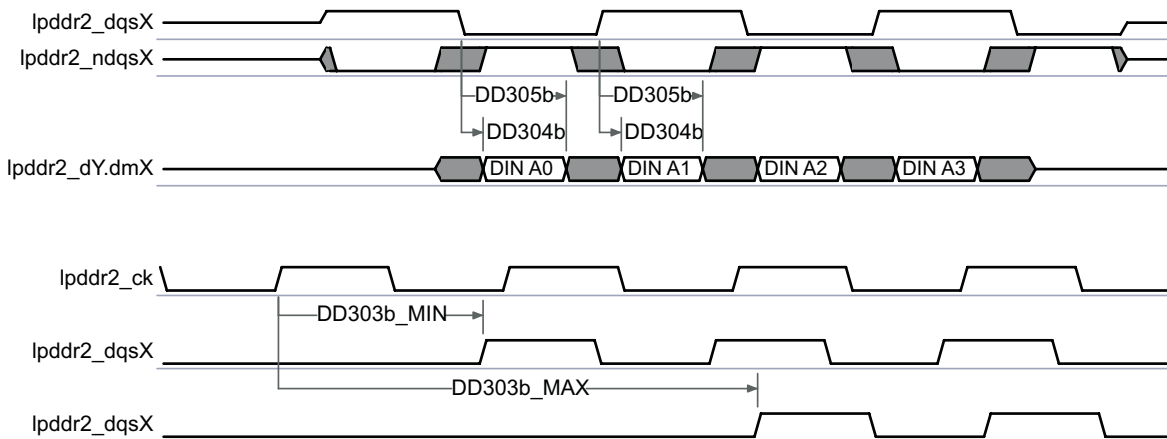 lpddr2_dqsX
lpddr2_ndqsX
DD305b DD305b
DD304b DD304b
lpddr2_dY.dmX DIN A0 DIN A1 DIN A2 DIN A3
lpddr2_ck
DD303b_MIN
lpddr2_dqsX
DD303b_MAX
lpddr2_dqsX